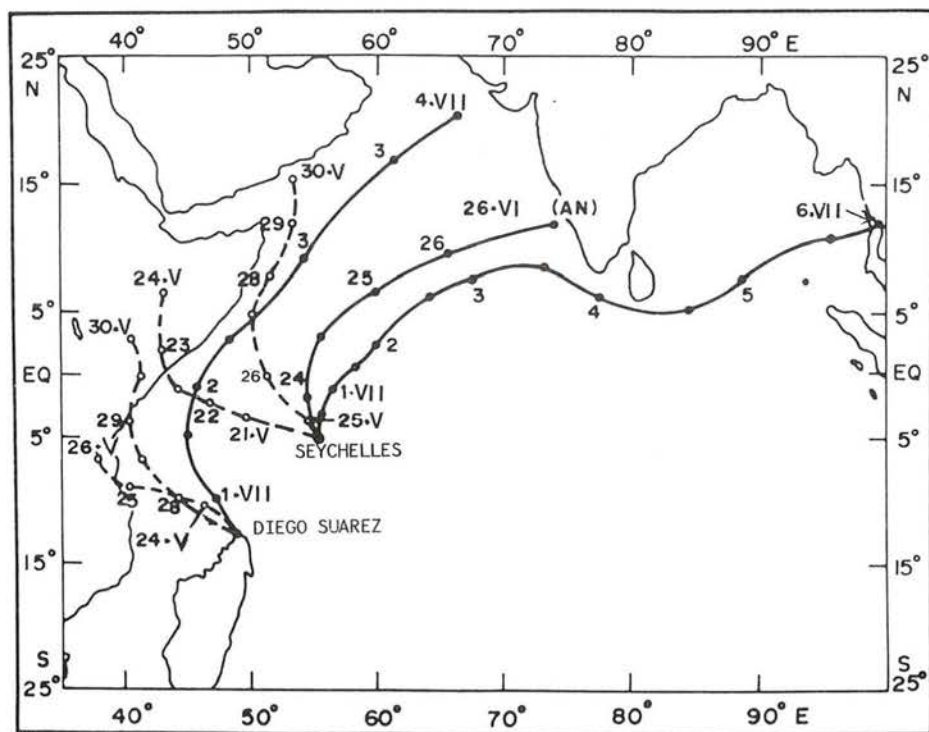 40° 50° 60° 70° 80° 90° E
25° 25°
N N
4·VII
3
30·V
15° 15°
26·VI (AN) 6.VII
29
26
28
24·V 25 3 5
5° 5°
30·V 4
23 2
EQ 26 EQ
24 1·VII
2
29 22 25·V
5° 21·V 5°
SEYCHELLES
26·V
25 28 1·VII
DIEGO SUAREZ
24·V
15° 15°
S S
25° 25°
40° 50° 60° 70° 80° 90° E
3